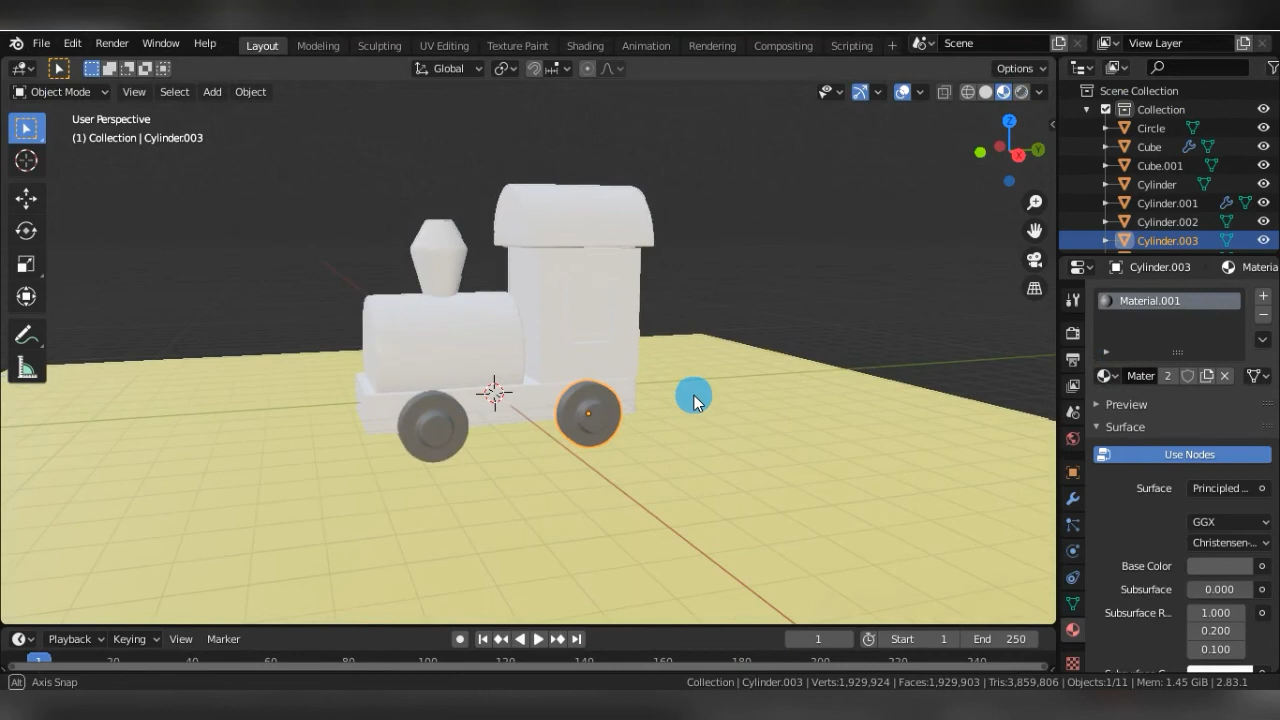 File Edit Render Window Help Layout Modeling Sculpting UV Editing Texture Paint Shading Animation Rendering Compositing Scripting + Scene View Layer
Global Options
Object Mode View Select Add Object
User Perspective
(1) Collection | Cylinder.003
Z
Y
X
Scene Collection
Collection
Circle
Cube
Cube.001
Cylinder
Cylinder.001
Cylinder.002
Cylinder.003
Cylinder.003 Materia
Material.001
Mater 2
Preview
Surface
Use Nodes
Surface Principled ...
GGX
Christensen-...
Base Color
Subsurface 0.000
Subsurface R... 1.000
0.200
0.100
Playback Keying View Marker 1 Start 1 End 250
1 20 40 60 80 100 120 140 160 180 200 220 240
Alt Axis Snap Collection | Cylinder.003 | Verts:1,929,924 | Faces:1,929,903 | Tris:3,859,806 | Objects:1/11 | Mem: 1.45 GiB | 2.83.1